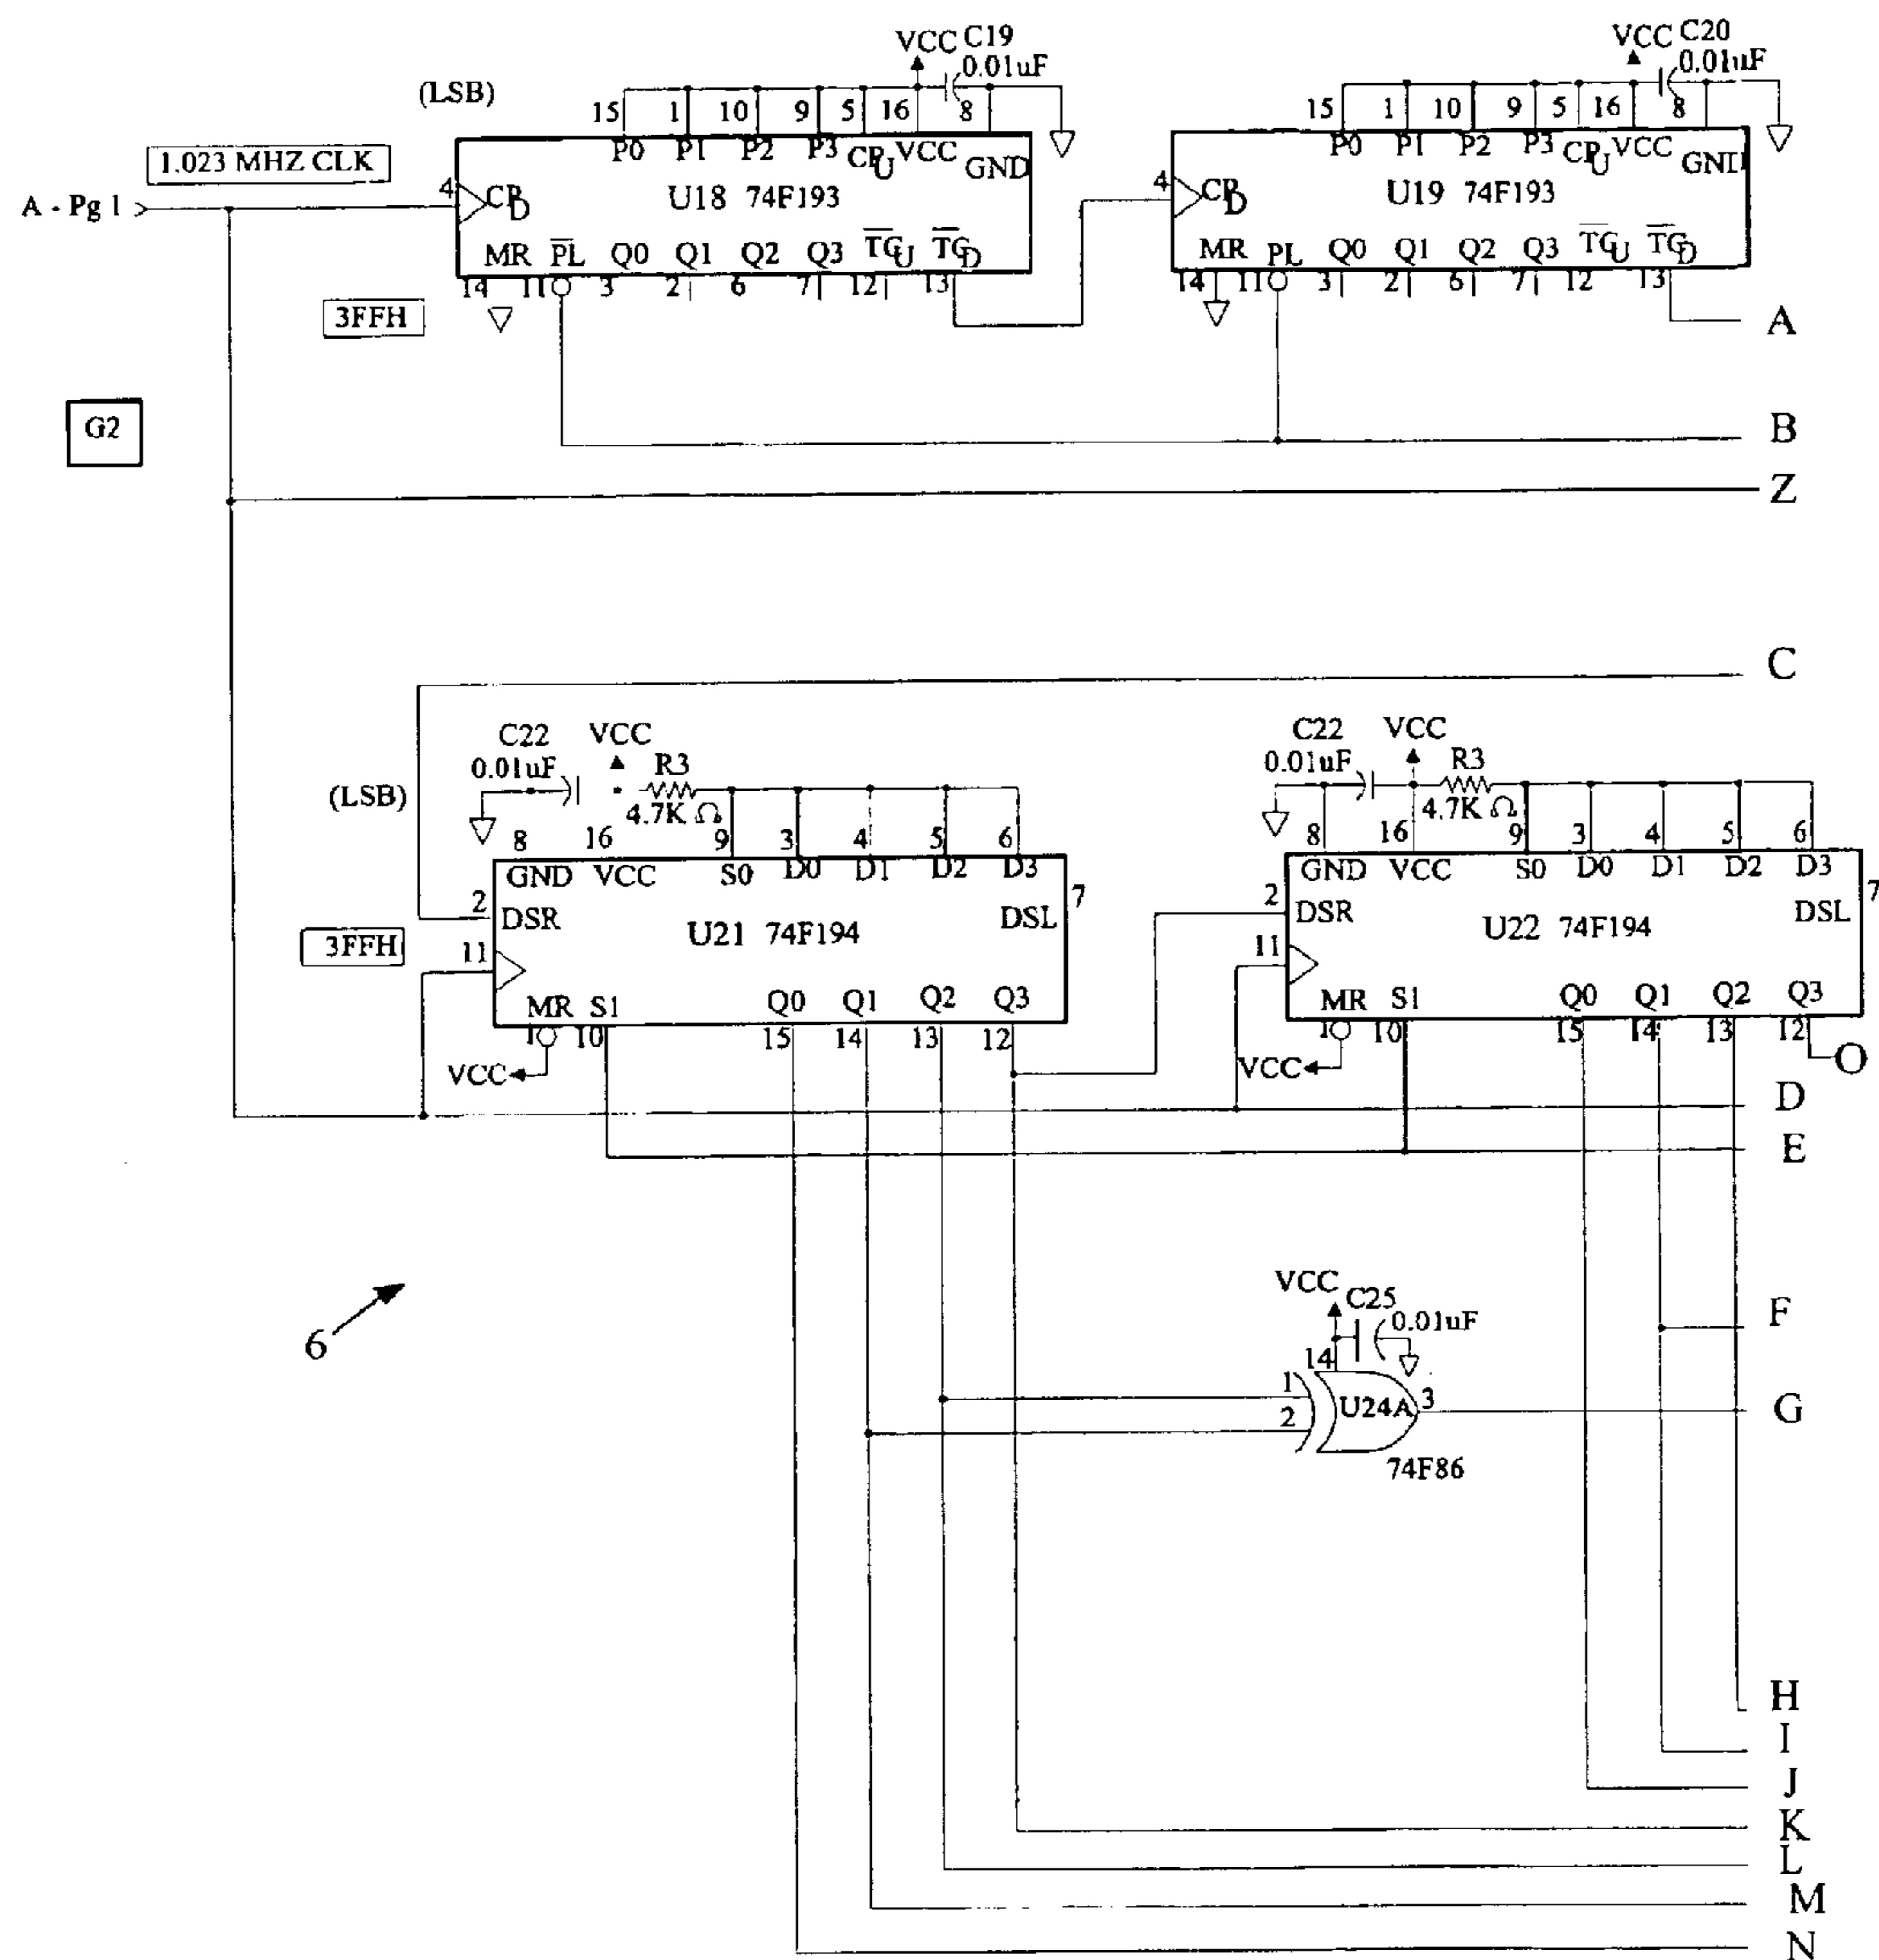 VCC C19
0.01uF
VCC C20
0.01uF
(LSB)
15 1 10 9 5 16 8
15 1 10 9 5 16 8
P0 P1 P2 P3 CPU VCC GND
P0 P1 P2 P3 CPU VCC GND
1.023 MHZ CLK
A - Pg 1
4 CPD
U18 74F193
4 CPD
U19 74F193
MR PL Q0 Q1 Q2 Q3 TCU TCD
MR PL Q0 Q1 Q2 Q3 TCU TCD
14 11 3 2 6 7 12 13
14 11 3 2 6 7 12 13
3FFH
A
G2
B
Z
C
C22 VCC
0.01uF R3
4.7K Ω
C22 VCC
0.01uF R3
4.7K Ω
(LSB)
8 16 9 3 4 5 6
8 16 9 3 4 5 6
GND VCC S0 D0 D1 D2 D3
GND VCC S0 D0 D1 D2 D3
2 DSR DSL 7
U21 74F194
2 DSR DSL 7
U22 74F194
3FFH
11
11
MR S1 Q0 Q1 Q2 Q3
MR S1 Q0 Q1 Q2 Q3
1 10 15 14 13 12
1 10 15 14 13 12
VCC
VCC
O
D
E
VCC
C25
0.01uF
F
6
14
1
2
U24A
3
G
74F86
H
I
J
K
L
M
N